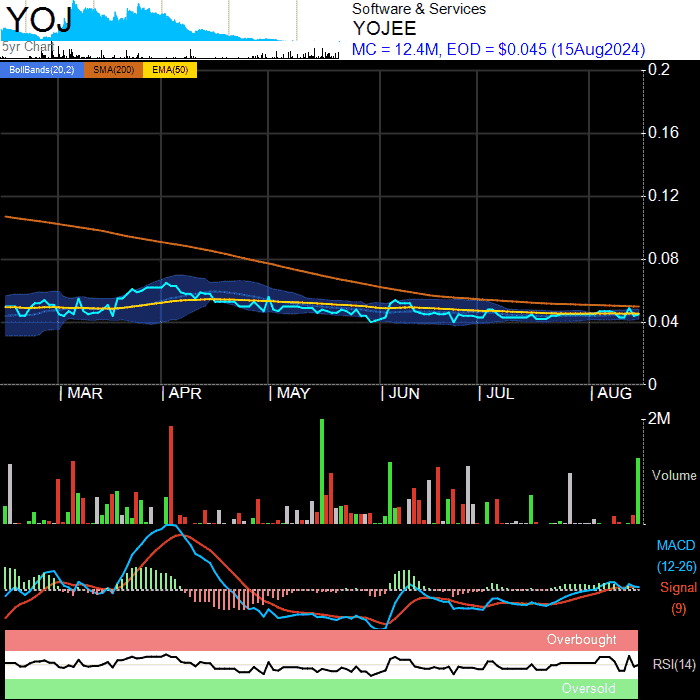 YOJ
5yr Chart
Software & Services
YOJEE
MC = 12.4M, EOD = $0.045 (15Aug2024)
BollBands(20,2) SMA(200) EMA(50)
0.2
0.16
0.12
0.08
0.04
0
MAR APR MAY JUN JUL AUG
2M
Volume
MACD
(12-26)
Signal
(9)
Overbought
RSI(14)
Oversold